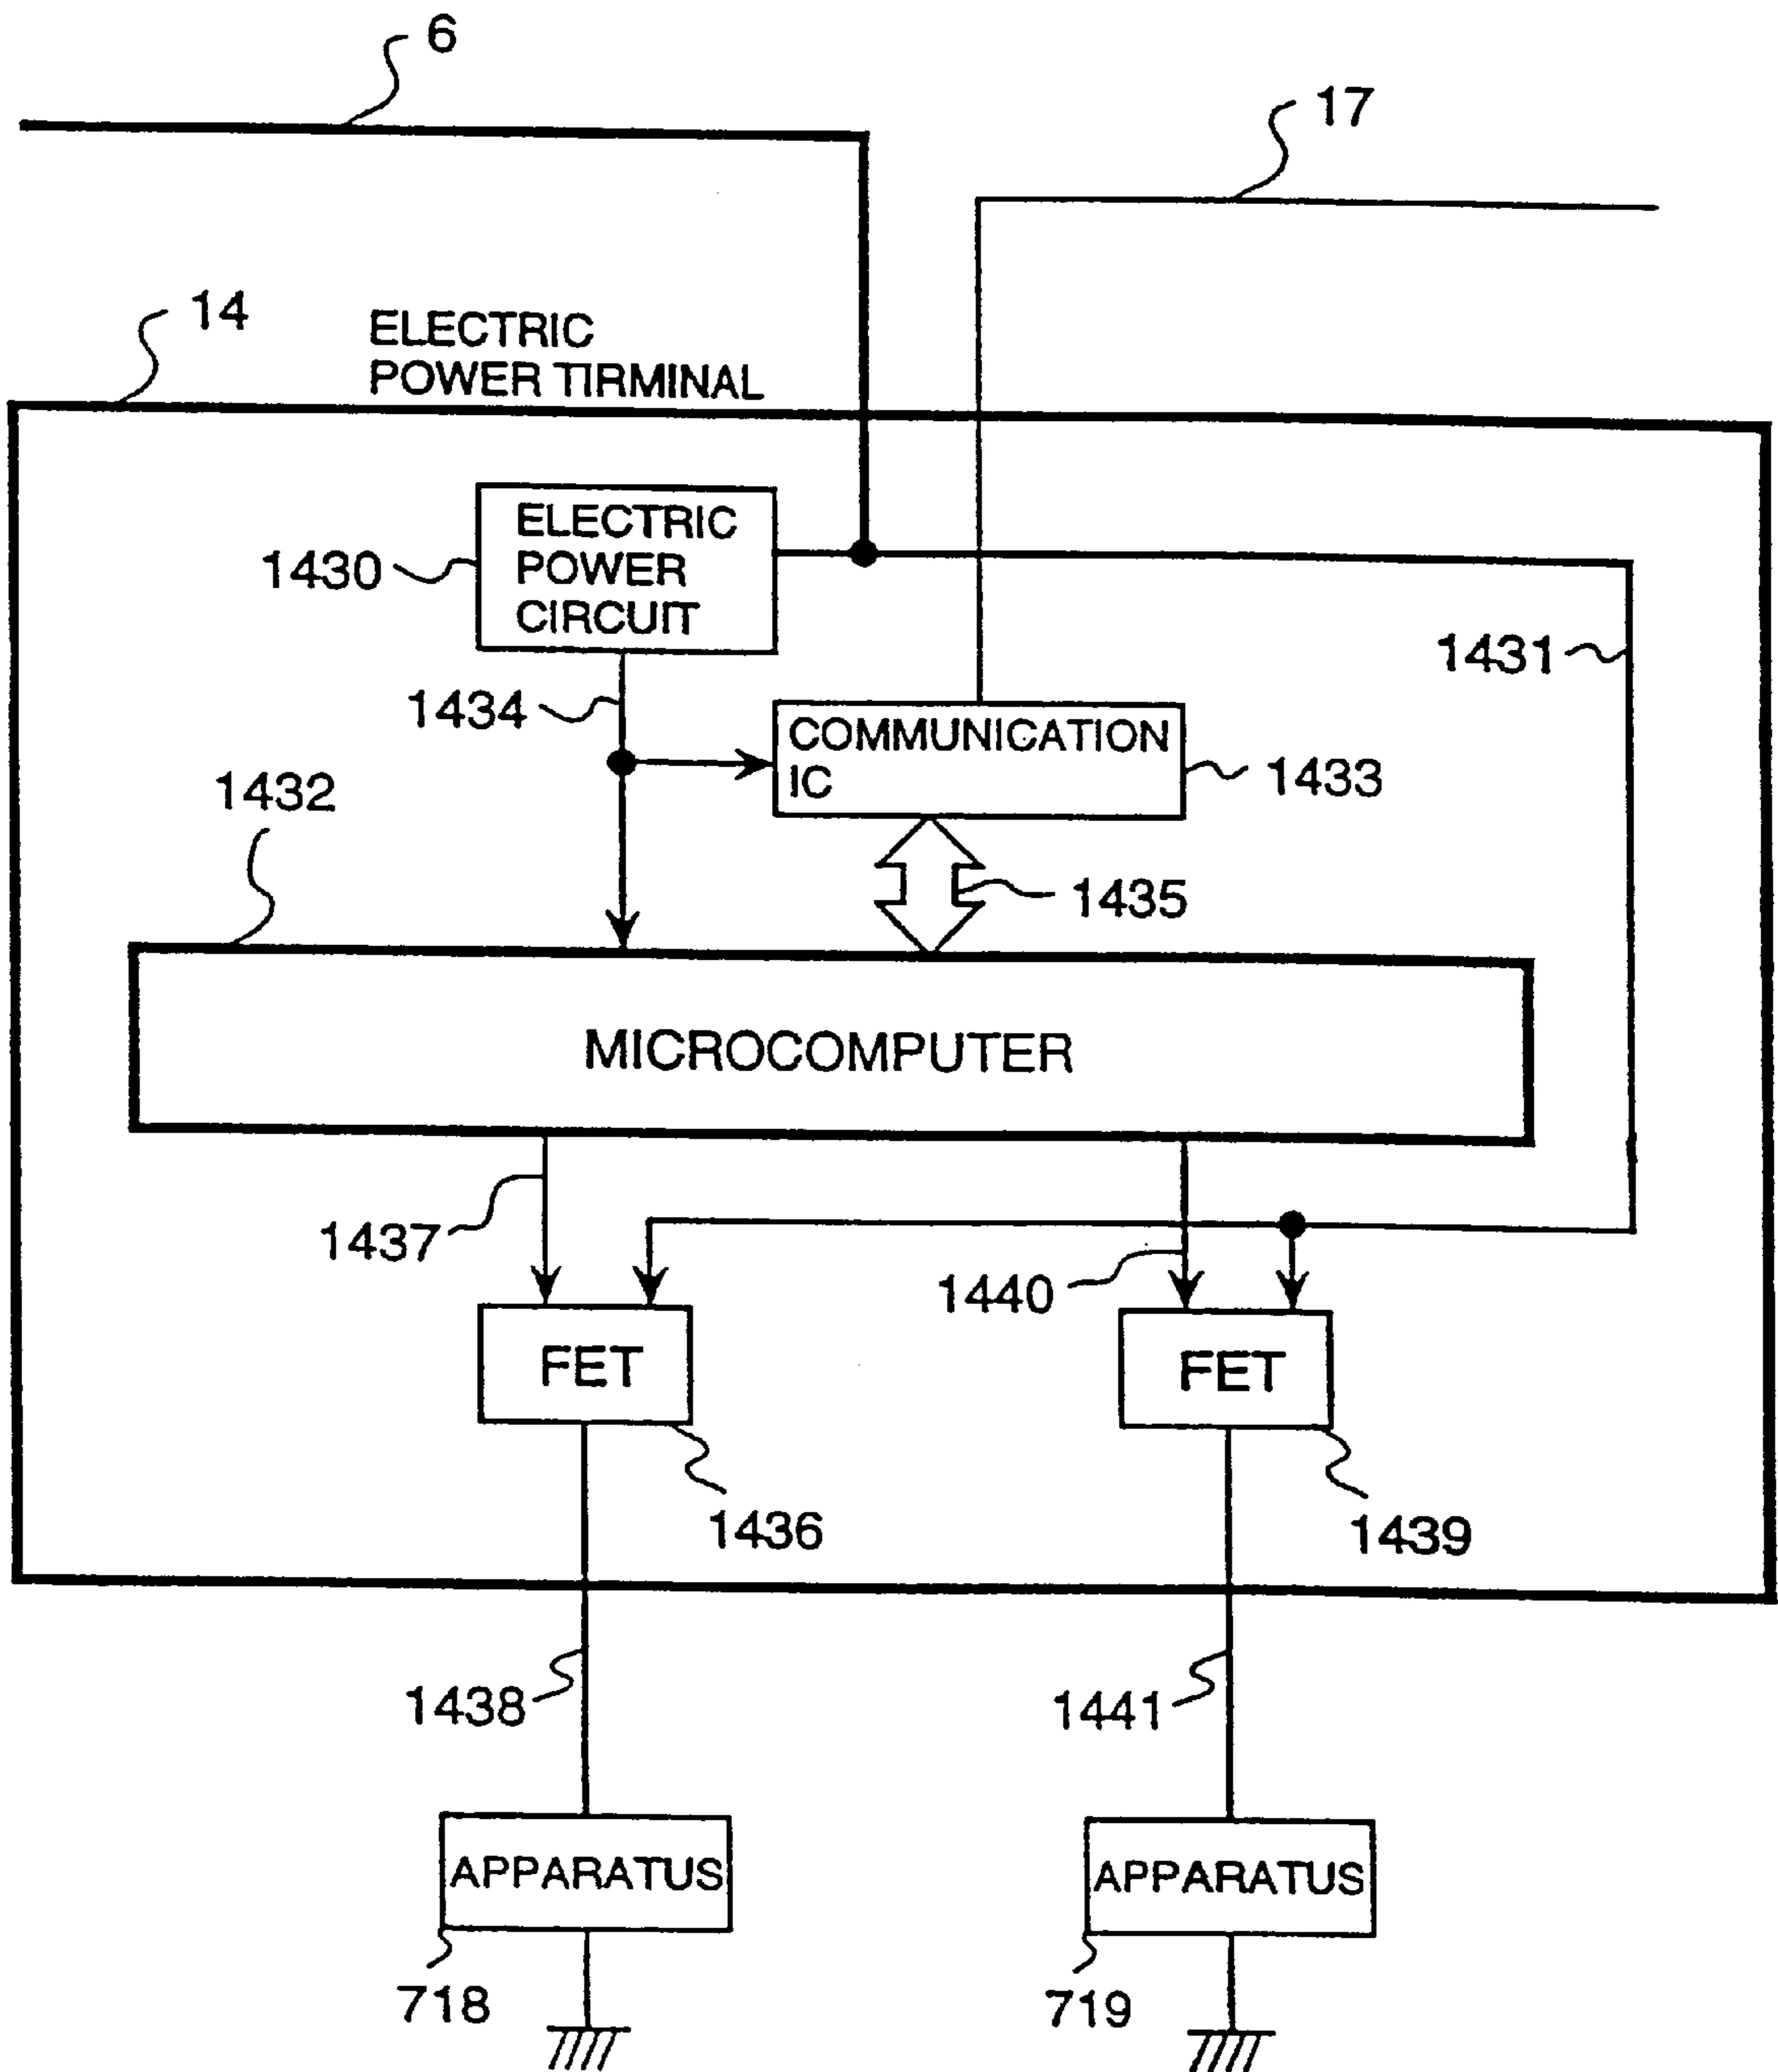 6
17
14
ELECTRIC
POWER TIRMINAL
ELECTRIC
POWER
CIRCUIT
1430
1431
1434
COMMUNICATION
IC
1433
1432
1435
MICROCOMPUTER
1437
1440
FET
FET
1436
1439
1438
1441
APPARATUS
APPARATUS
718
719